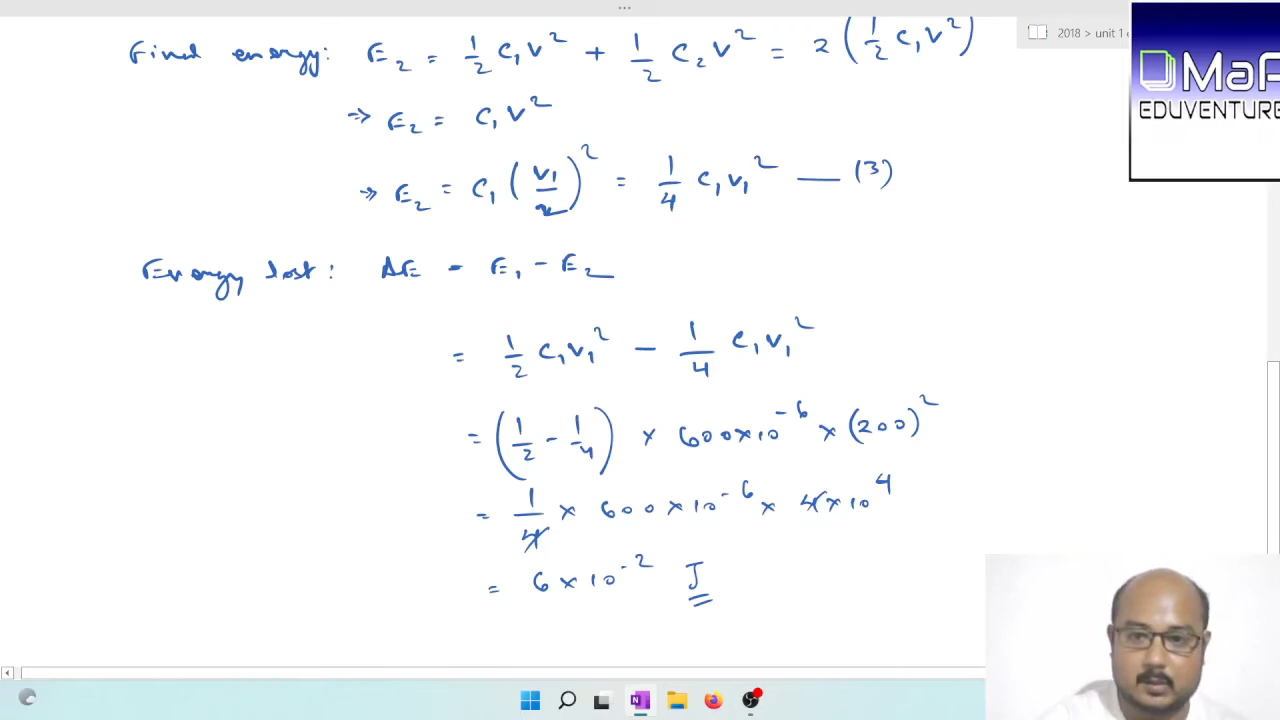 Final energy: E₂ = 1/2 C₁V² + 1/2 C₂V² = 2(1/2 C₁V²)
⇒ E₂ = C₁V²
⇒ E₂ = C₁(V₁/2)² = 1/4 C₁V₁² — (3)
Energy lost: ΔE = E₁ - E₂
= 1/2 C₁V₁² - 1/4 C₁V₁²
= (1/2 - 1/4) × 600×10⁻⁶ × (200)²
= 1/4 × 600×10⁻⁶ × 4×10⁴
= 6×10⁻² J
2018 > unit 1
MaF
EDUVENTURE